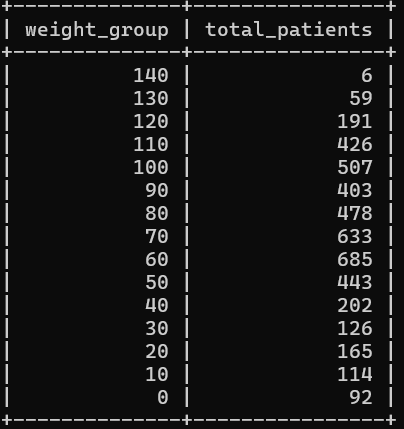 +--------------+----------------+
| weight_group | total_patients |
+--------------+----------------+
|          140 |              6 |
|          130 |             59 |
|          120 |            191 |
|          110 |            426 |
|          100 |            507 |
|           90 |            403 |
|           80 |            478 |
|           70 |            633 |
|           60 |            685 |
|           50 |            443 |
|           40 |            202 |
|           30 |            126 |
|           20 |            165 |
|           10 |            114 |
|            0 |             92 |
+--------------+----------------+